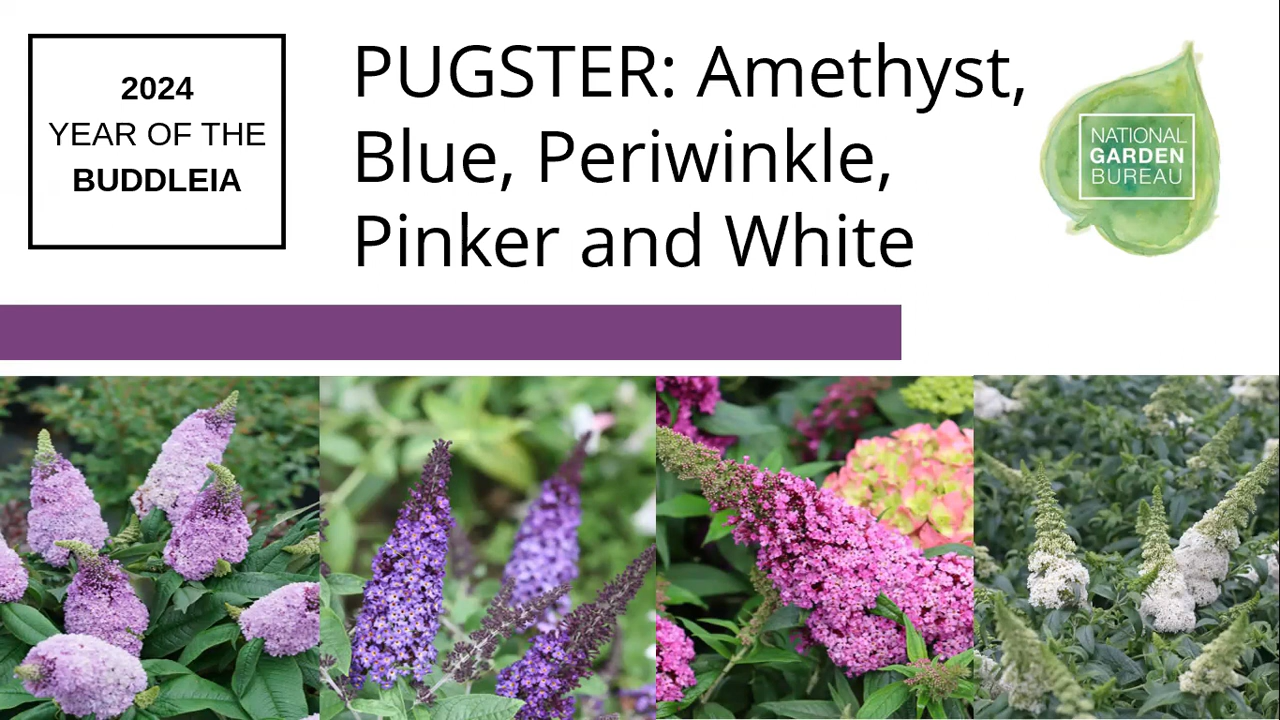 2024
YEAR OF THE
BUDDLEIA
PUGSTER: Amethyst,
Blue, Periwinkle,
Pinker and White
NATIONAL
GARDEN
BUREAU